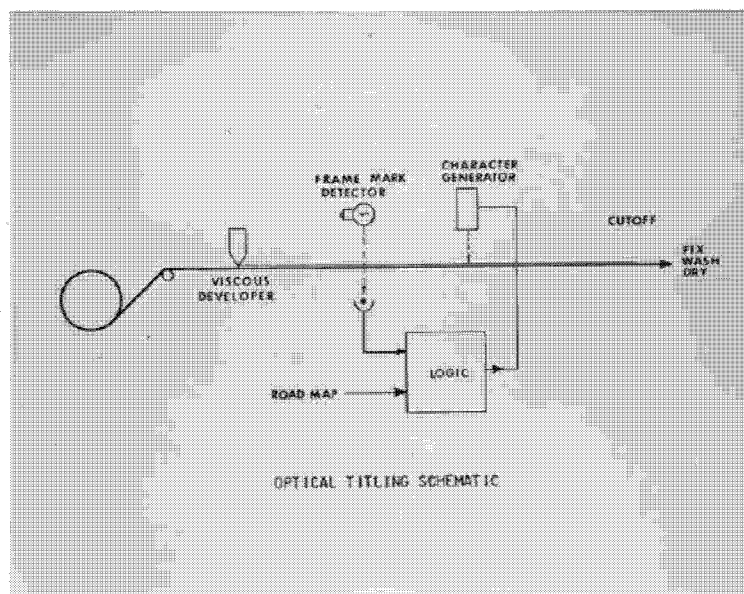 FRAME MARK
DETECTOR
CHARACTER
GENERATOR
CUTOFF
VISCOUS
DEVELOPER
FIX
WASH
DRY
LOGIC
ROAD MAP
OPTICAL TITLING SCHEMATIC